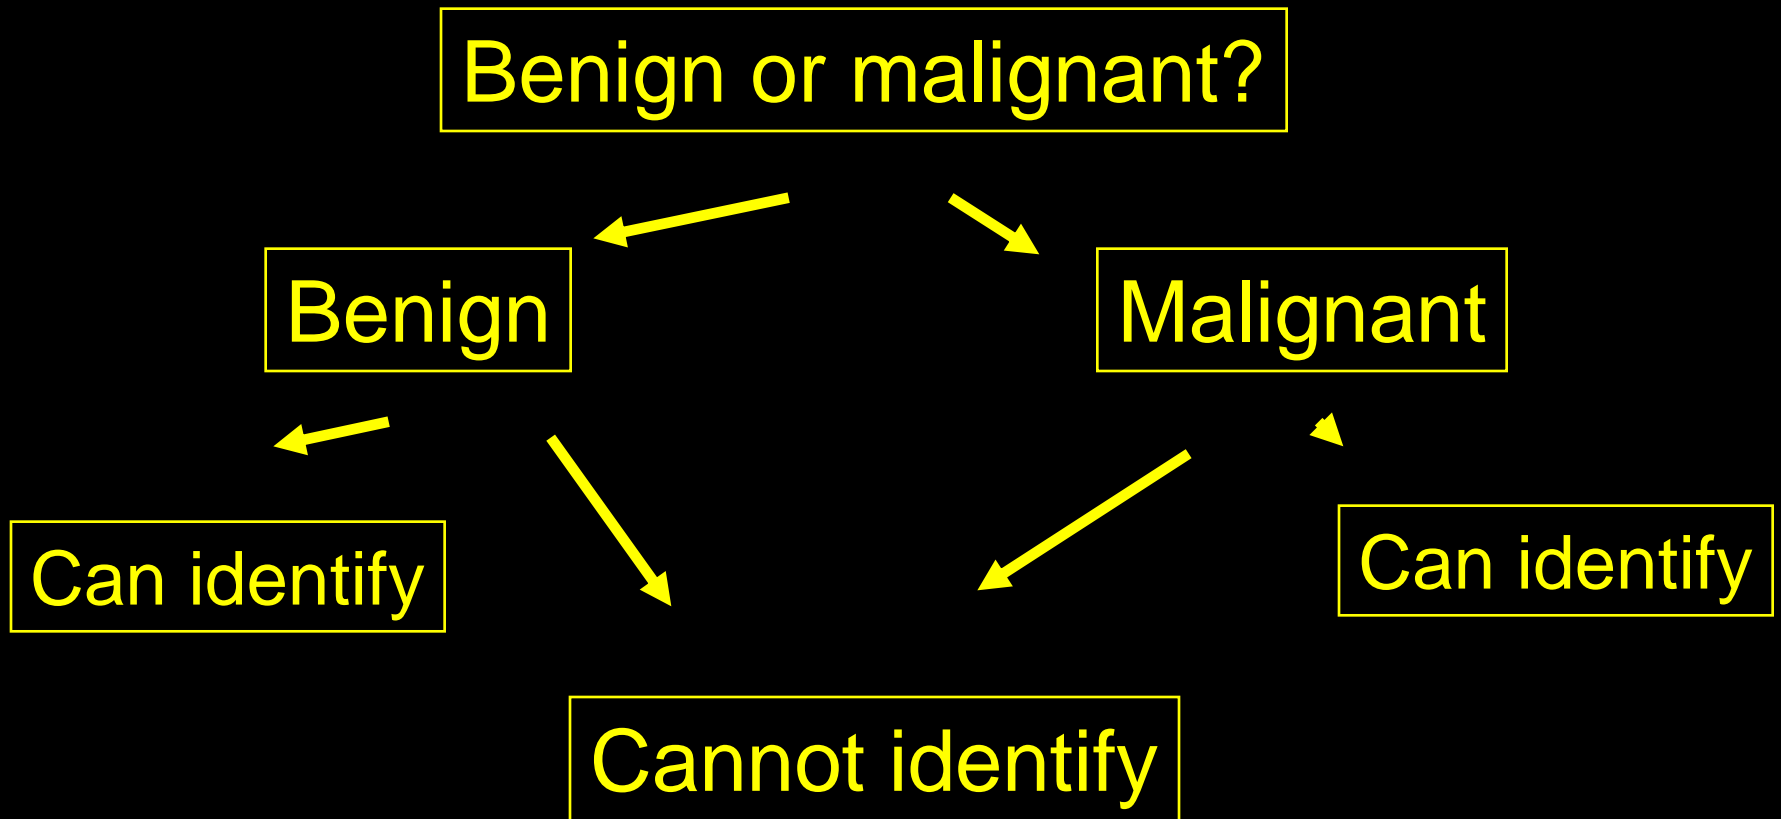 Benign or malignant?
Benign
Malignant
Can identify
Can identify
Cannot identify